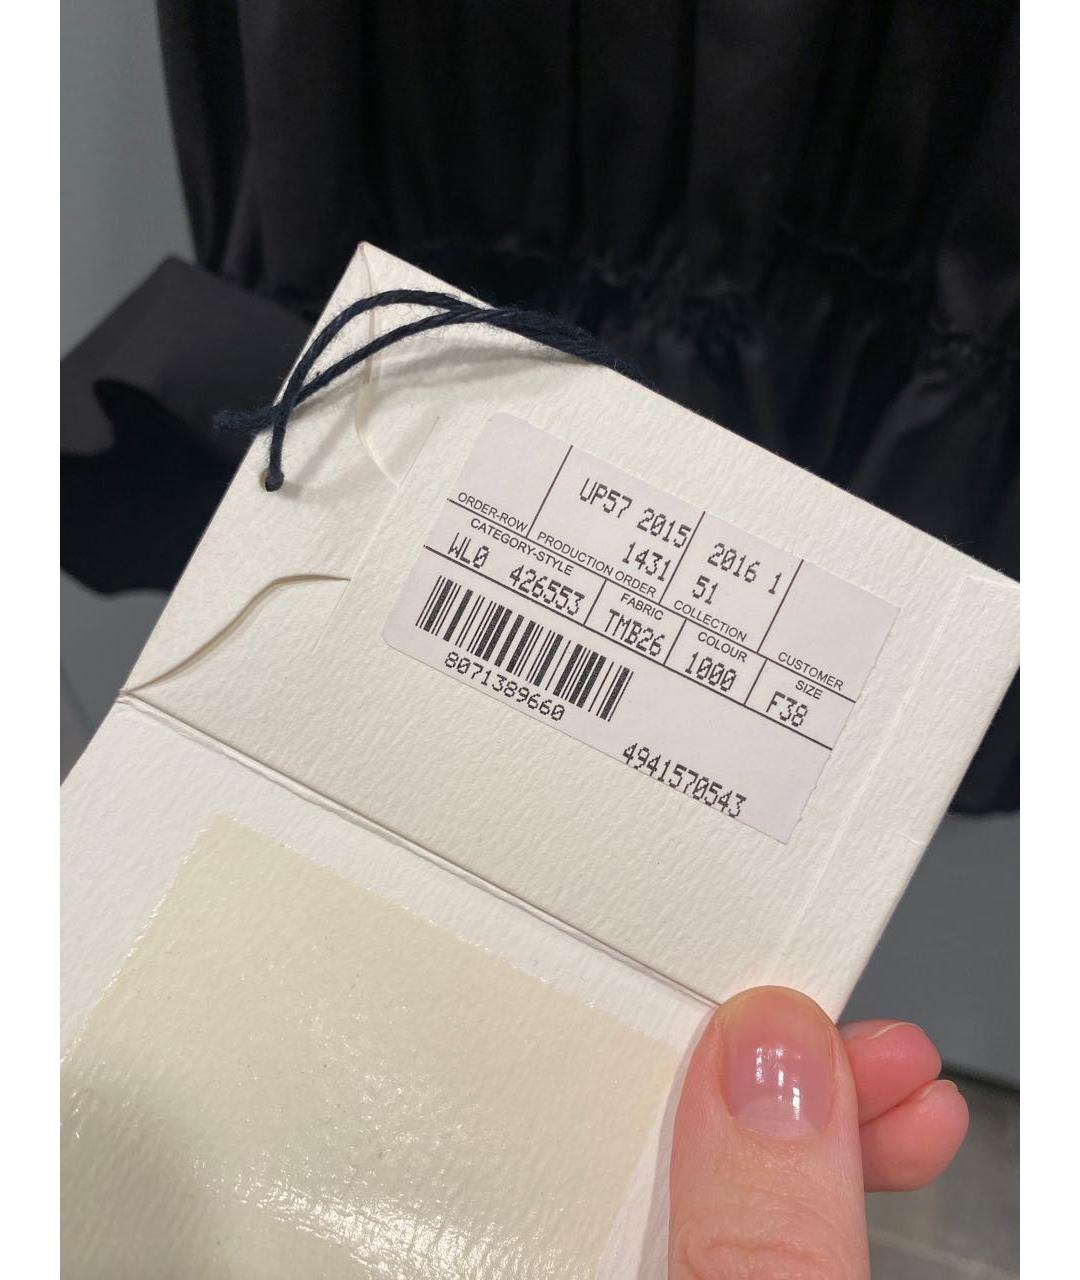 UP57 2015
1431
2016 1
51
ORDER-ROW
PRODUCTION ORDER
COLLECTION
CUSTOMER
CATEGORY-STYLE
FABRIC
COLOUR
SIZE
WL0 426553
TMB26
1000
F38
8071389660
4941570543